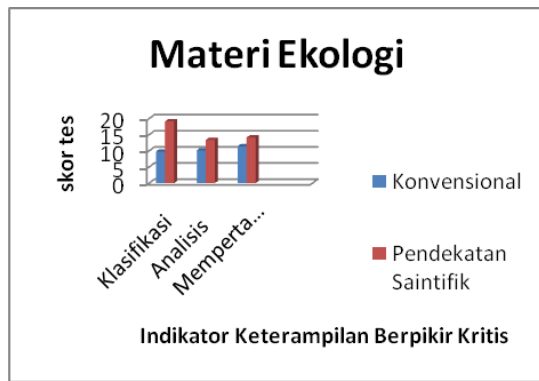 Materi Ekologi
skor tes
20
15
10
5
0
Klasifikasi
Analisis
Memperta...
Konvensional
Pendekatan
Saintifik
Indikator Keterampilan Berpikir Kritis